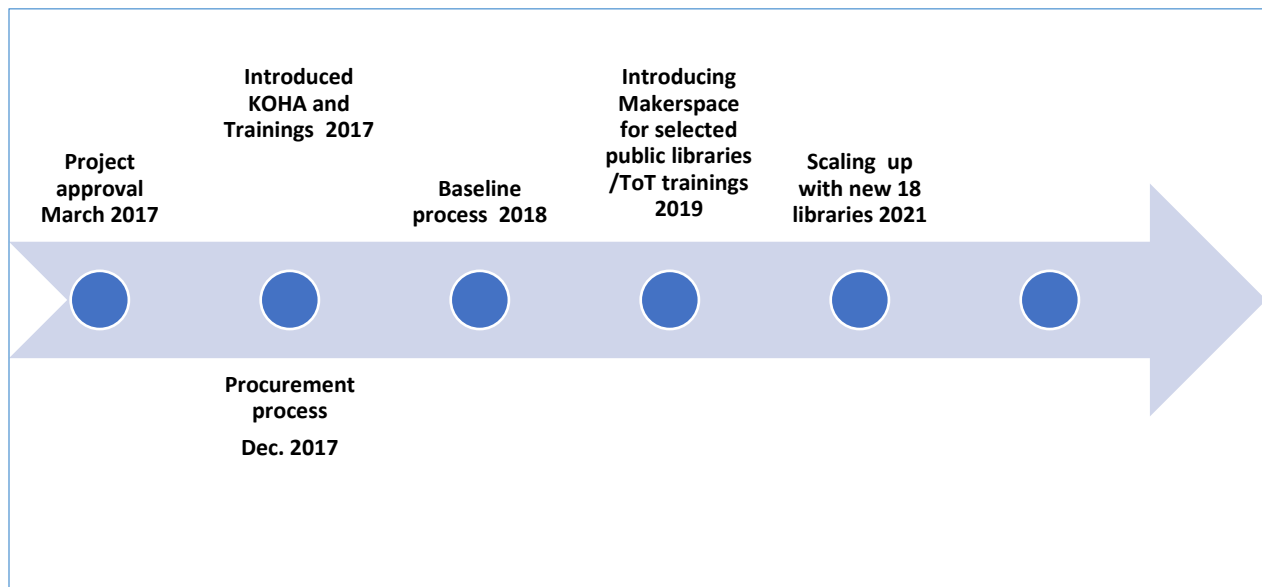 Project
approval
March 2017
Introduced
KOHA and
Trainings 2017
Procurement
process
Dec. 2017
Baseline
process 2018
Introducing
Makerspace
for selected
public libraries
/ToT trainings
2019
Scaling up
with new 18
libraries 2021